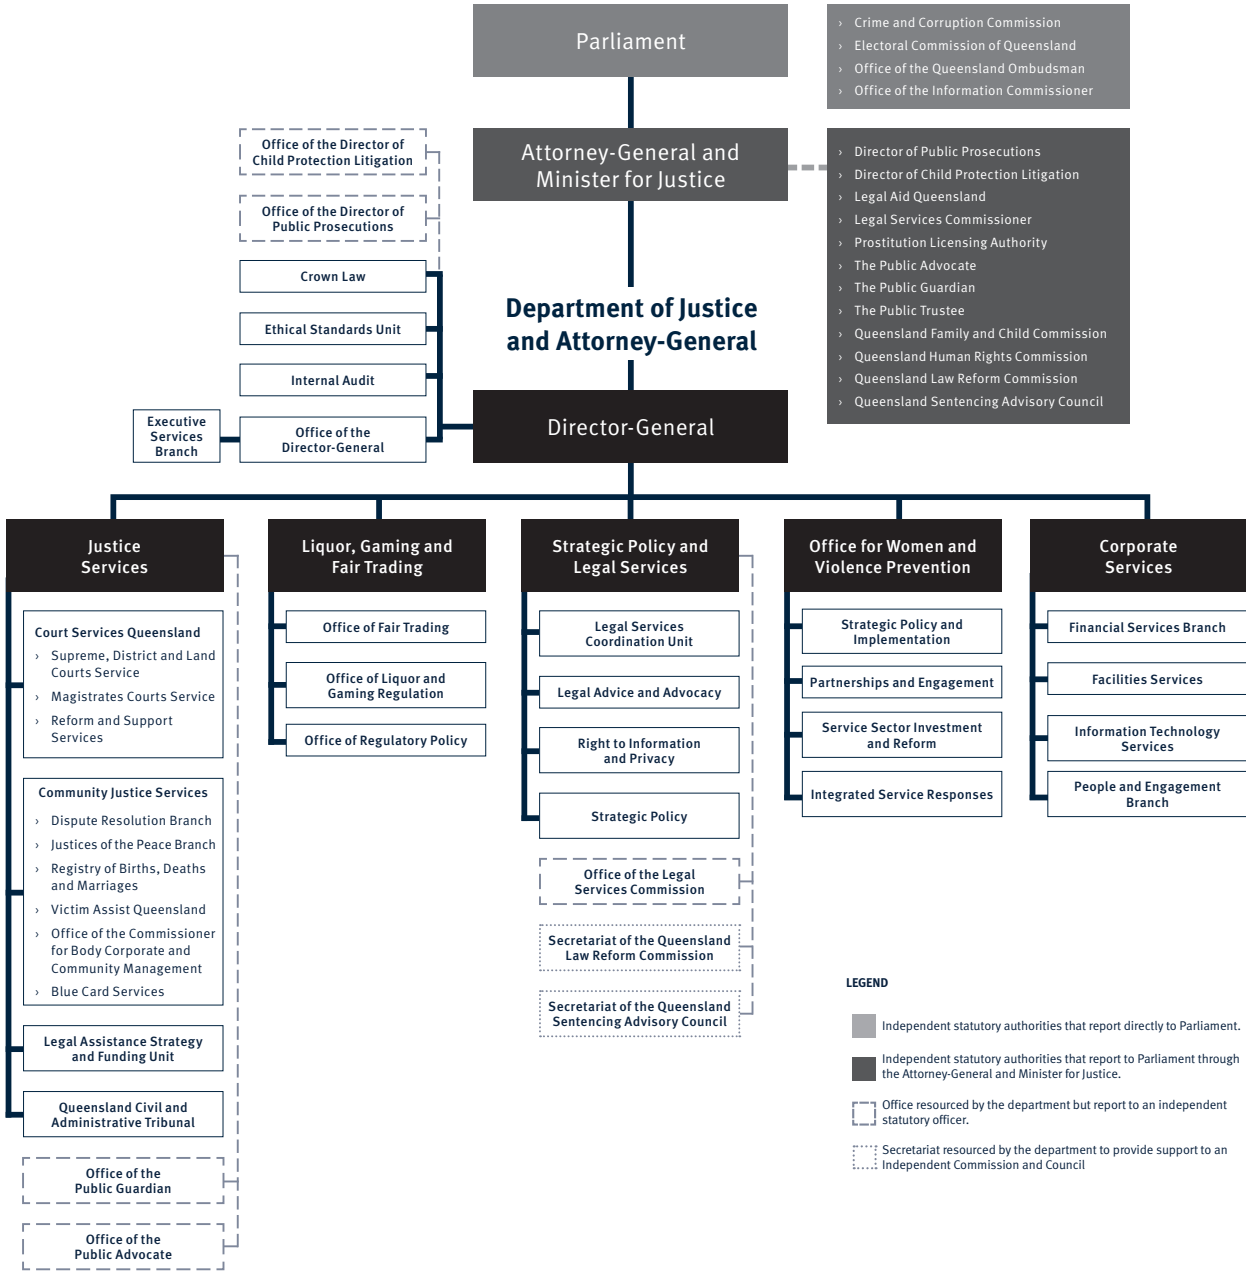 Parliament
› Crime and Corruption Commission
› Electoral Commission of Queensland
› Office of the Queensland Ombudsman
› Office of the Information Commissioner
Attorney-General and
Minister for Justice
› Director of Public Prosecutions
› Director of Child Protection Litigation
› Legal Aid Queensland
› Legal Services Commissioner
› Prostitution Licensing Authority
› The Public Advocate
› The Public Guardian
› The Public Trustee
› Queensland Family and Child Commission
› Queensland Human Rights Commission
› Queensland Law Reform Commission
› Queensland Sentencing Advisory Council
Office of the Director of
Child Protection Litigation
Office of the Director of
Public Prosecutions
Crown Law
Ethical Standards Unit
Internal Audit
Executive
Services
Branch
Office of the
Director-General
Department of Justice
and Attorney-General
Director-General
Justice
Services
Court Services Queensland
› Supreme, District and Land
Courts Service
› Magistrates Courts Service
› Reform and Support
Services
Community Justice Services
› Dispute Resolution Branch
› Justices of the Peace Branch
› Registry of Births, Deaths
and Marriages
› Victim Assist Queensland
› Office of the Commissioner
for Body Corporate and
Community Management
› Blue Card Services
Legal Assistance Strategy
and Funding Unit
Queensland Civil and
Administrative Tribunal
Office of the
Public Guardian
Office of the
Public Advocate
Liquor, Gaming and
Fair Trading
Office of Fair Trading
Office of Liquor and
Gaming Regulation
Office of Regulatory Policy
Strategic Policy and
Legal Services
Legal Services
Coordination Unit
Legal Advice and Advocacy
Right to Information
and Privacy
Strategic Policy
Office of the Legal
Services Commission
Secretariat of the Queensland
Law Reform Commission
Secretariat of the Queensland
Sentencing Advisory Council
Office for Women and
Violence Prevention
Strategic Policy and
Implementation
Partnerships and Engagement
Service Sector Investment
and Reform
Integrated Service Responses
Corporate
Services
Financial Services Branch
Facilities Services
Information Technology
Services
People and Engagement
Branch
LEGEND
Independent statutory authorities that report directly to Parliament.
Independent statutory authorities that report to Parliament through
the Attorney-General and Minister for Justice.
Office resourced by the department but report to an independent
statutory officer.
Secretariat resourced by the department to provide support to an
Independent Commission and Council